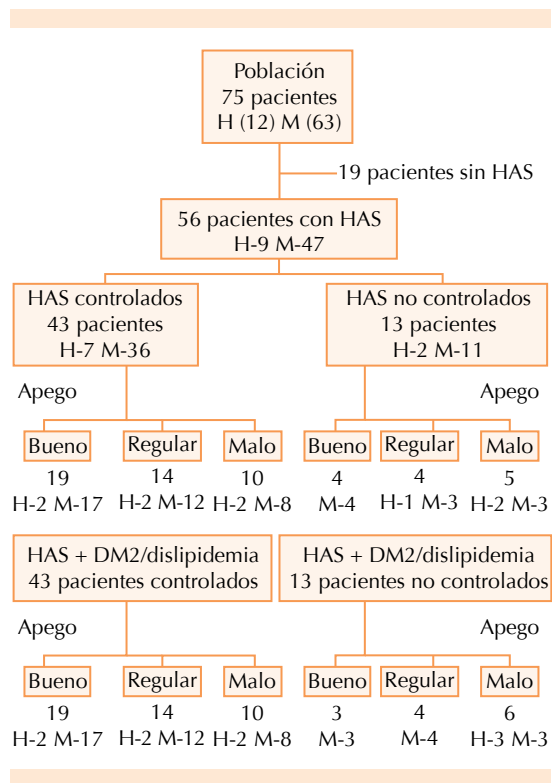 Población
75 pacientes
H (12) M (63)
19 pacientes sin HAS
56 pacientes con HAS
H-9 M-47
HAS controlados
43 pacientes
H-7 M-36
HAS no controlados
13 pacientes
H-2 M-11
Apego
Apego
Bueno Regular Malo Bueno Regular Malo
19 14 10 4 4 5
H-2 M-17 H-2 M-12 H-2 M-8 M-4 H-1 M-3 H-2 M-3
HAS + DM2/dislipidemia
43 pacientes controlados
HAS + DM2/dislipidemia
13 pacientes no controlados
Apego
Apego
Bueno Regular Malo Bueno Regular Malo
19 14 10 3 4 6
H-2 M-17 H-2 M-12 H-2 M-8 M-3 M-4 H-3 M-3